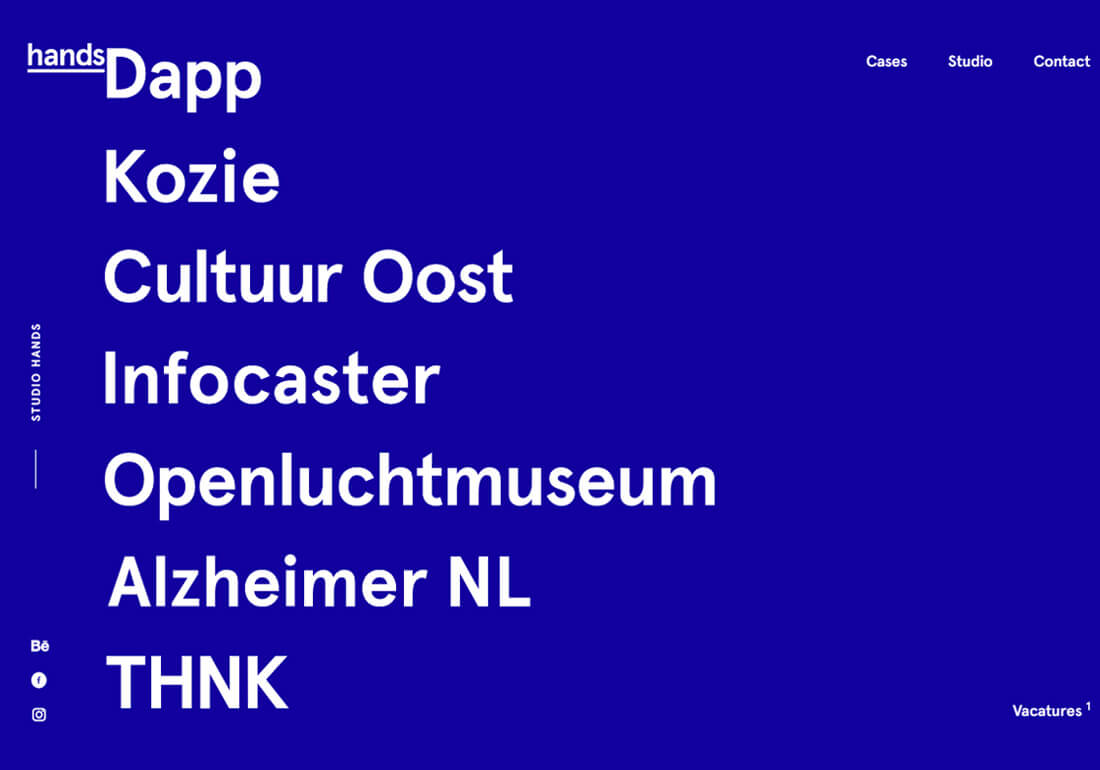 hands
Cases
Studio
Contact
Dapp
Kozie
Cultuur Oost
Infocaster
Openluchtmuseum
Alzheimer NL
THNK
STUDIO HANDS
Bē
f
Vacatures 1